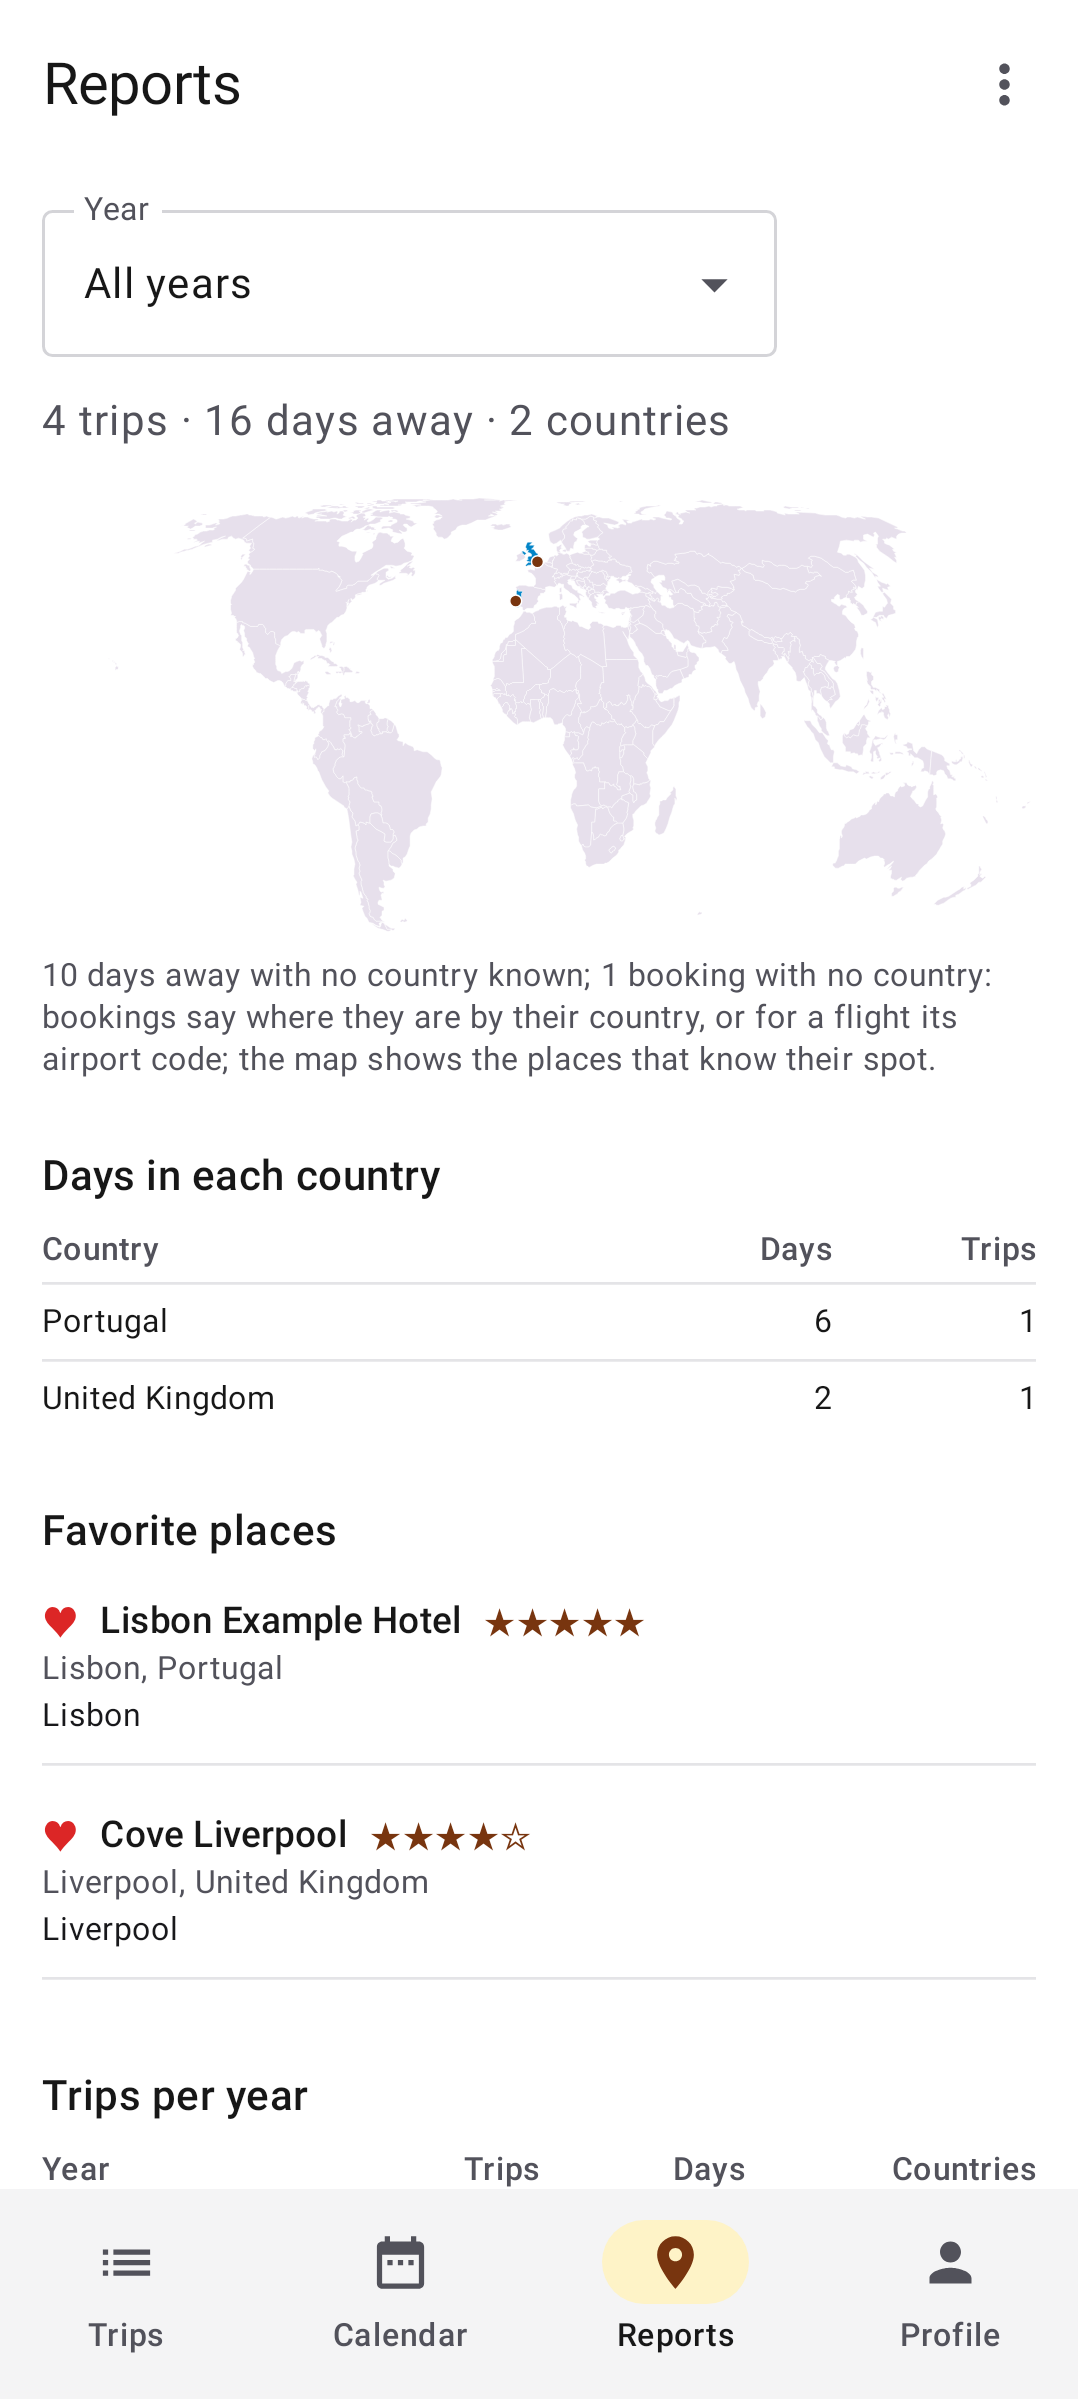 Reports
Year
All years
4 trips · 16 days away · 2 countries
10 days away with no country known; 1 booking with no country:
bookings say where they are by their country, or for a flight its
airport code; the map shows the places that know their spot.
Days in each country
Country Days Trips
Portugal 6 1
United Kingdom 2 1
Favorite places
Lisbon Example Hotel ★★★★★
Lisbon, Portugal
Lisbon
Cove Liverpool ★★★★☆
Liverpool, United Kingdom
Liverpool
Trips per year
Year Trips Days Countries
Trips Calendar Reports Profile